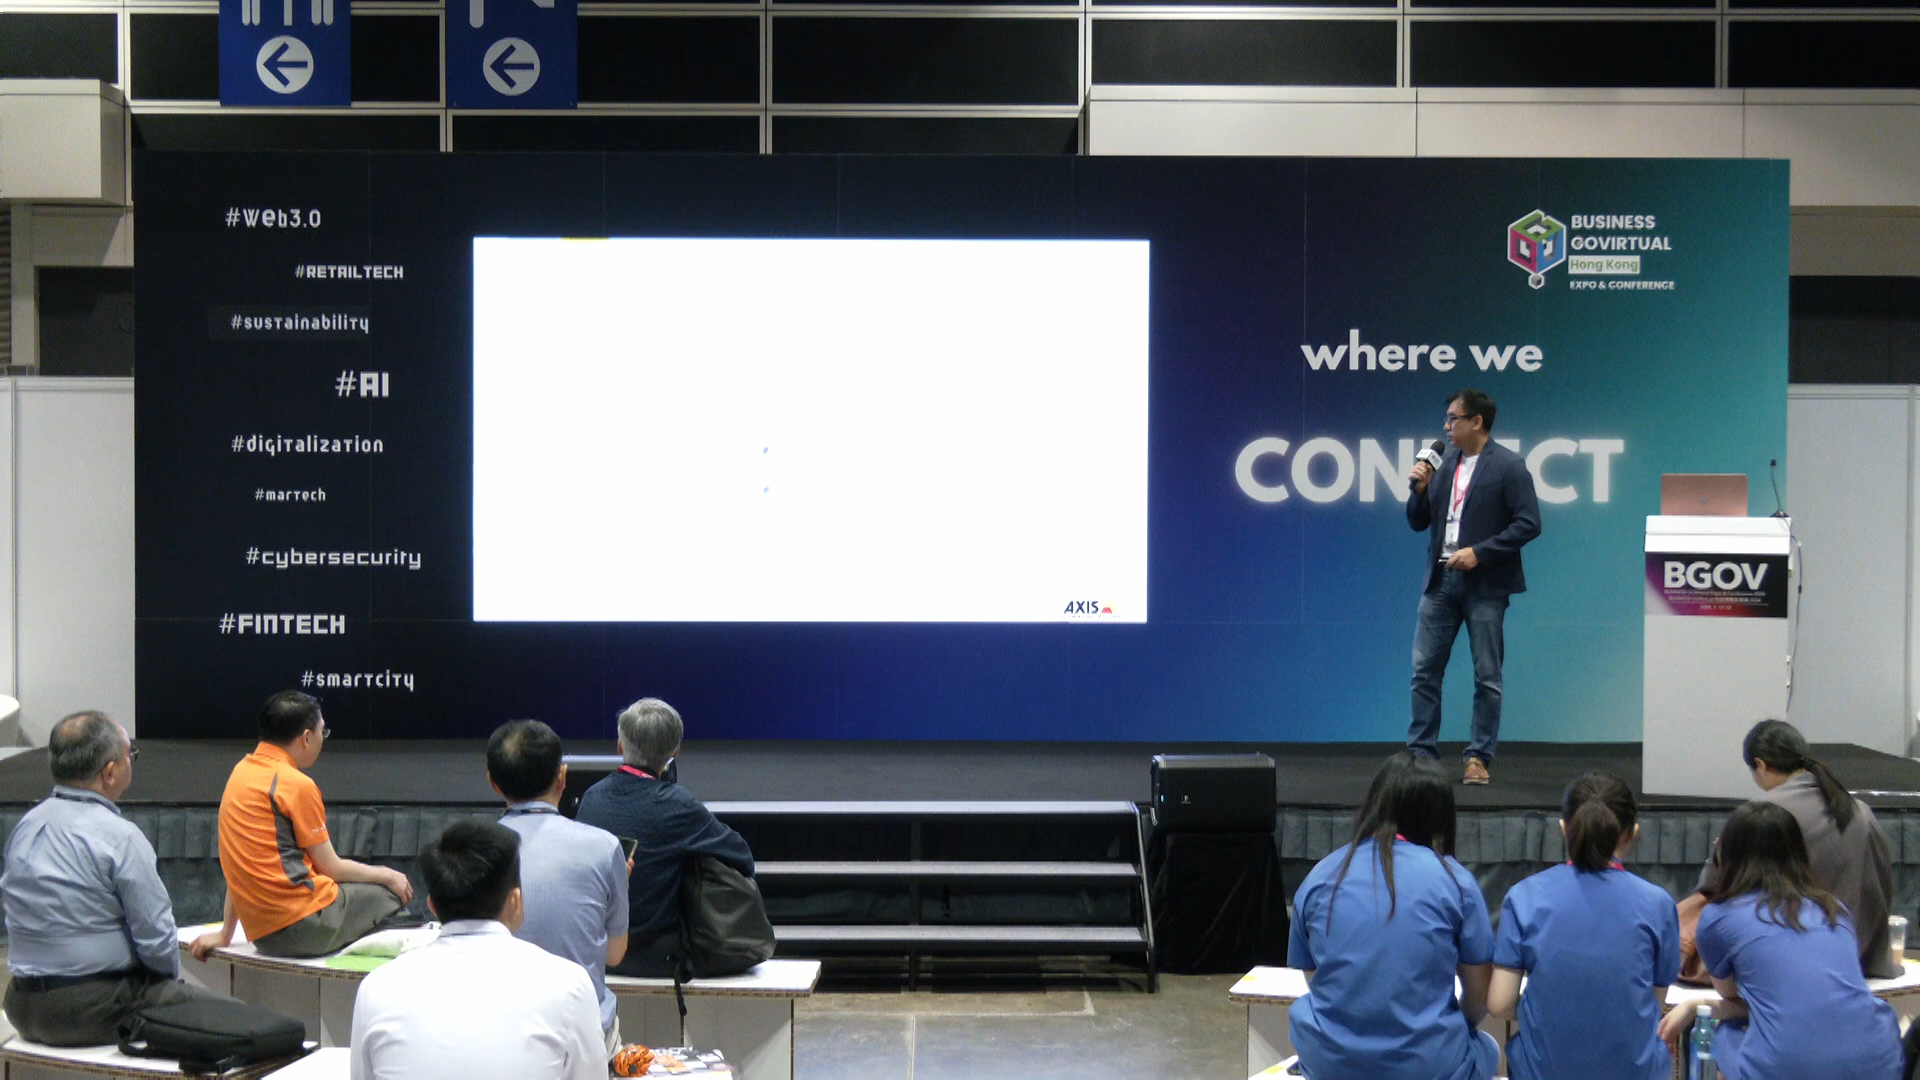 #Web3.0
#RETAILTECH
#sustainability
#AI
#digitalization
#martech
#cybersecurity
#FINTECH
#smartcity
AXIS
BUSINESS
GOVIRTUAL
Hong Kong
EXPO & CONFERENCE
where we
CON CT
BGOV